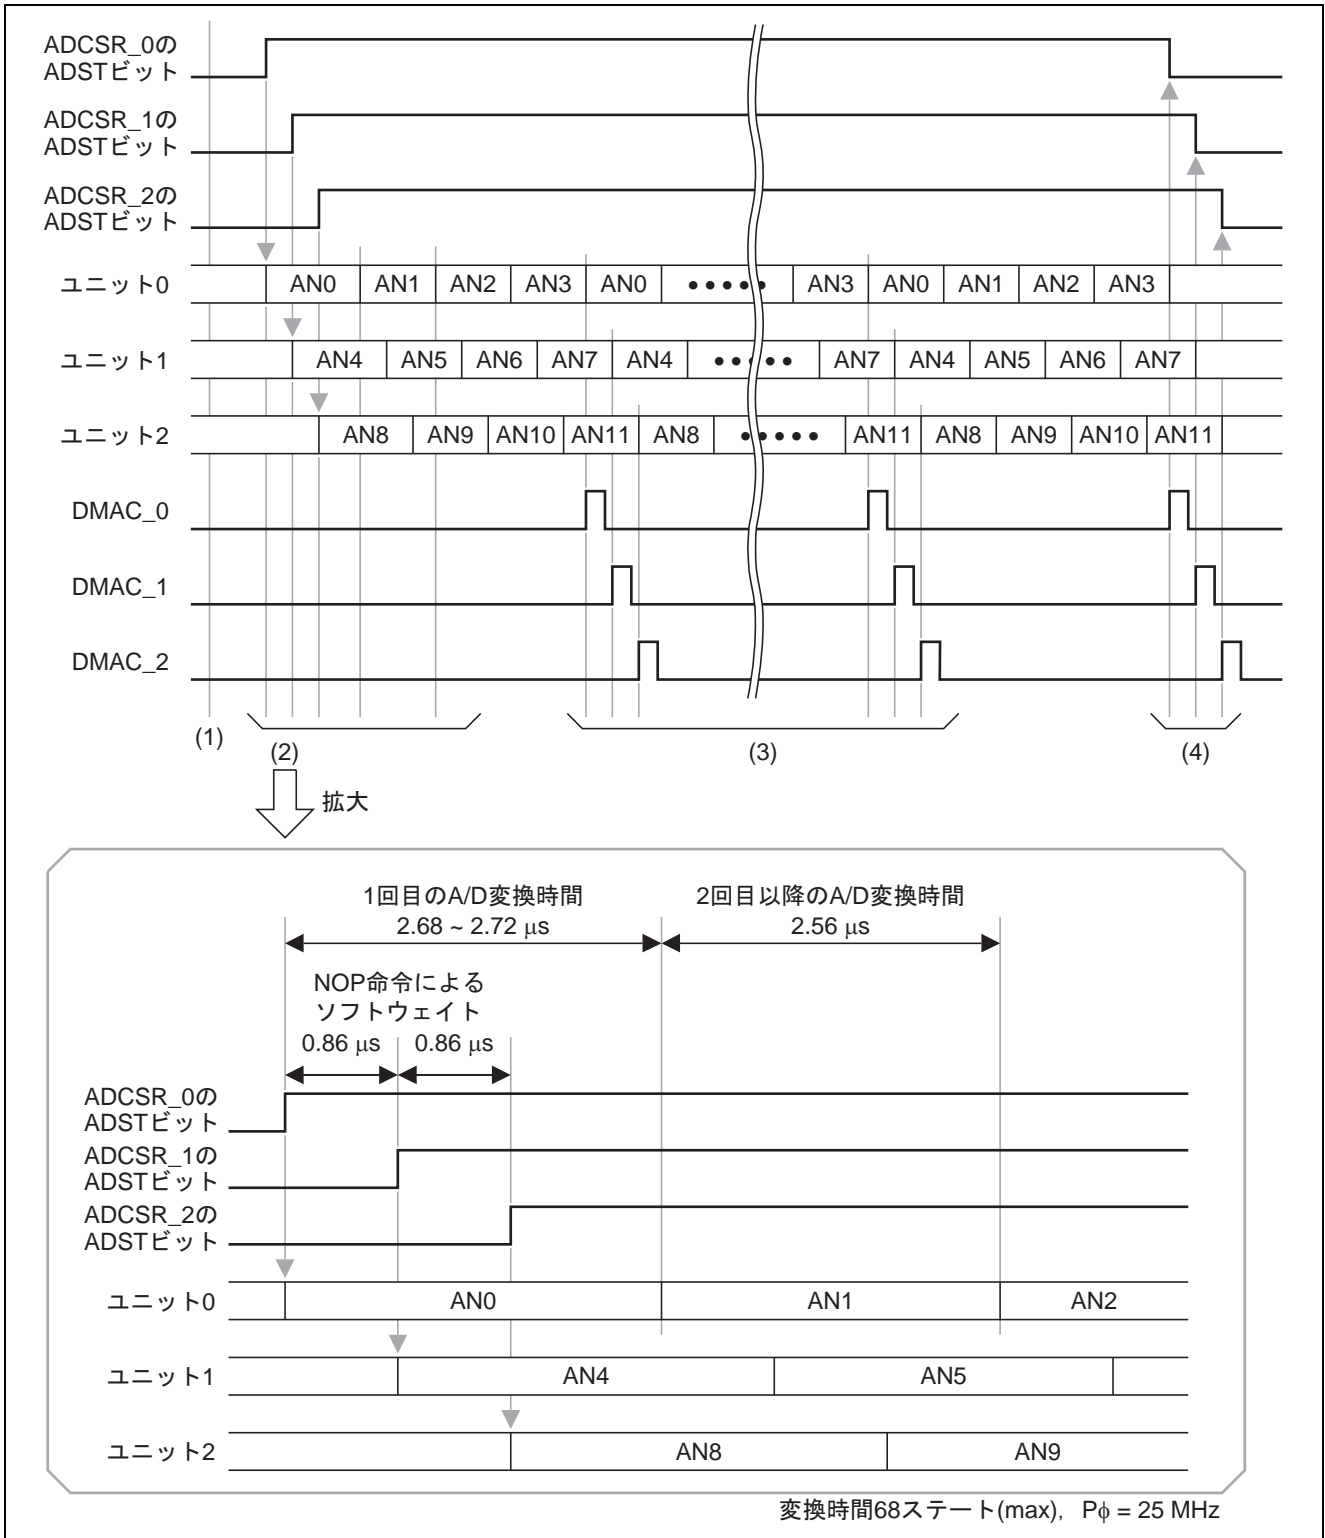 ADCSR_0の
ADSTビット
ADCSR_1の
ADSTビット
ADCSR_2の
ADSTビット
ユニット0 AN0 AN1 AN2 AN3 AN0 ••••• AN3 AN0 AN1 AN2 AN3
ユニット1 AN4 AN5 AN6 AN7 AN4 ••••• AN7 AN4 AN5 AN6 AN7
ユニット2 AN8 AN9 AN10 AN11 AN8 ••••• AN11 AN8 AN9 AN10 AN11
DMAC_0
DMAC_1
DMAC_2
(1) (2) (3) (4)
拡大
1回目のA/D変換時間 2回目以降のA/D変換時間
2.68 ~ 2.72 μs 2.56 μs
NOP命令による
ソフトウェイト
0.86 μs 0.86 μs
ADCSR_0の
ADSTビット
ADCSR_1の
ADSTビット
ADCSR_2の
ADSTビット
ユニット0 AN0 AN1 AN2
ユニット1 AN4 AN5
ユニット2 AN8 AN9
変換時間68ステート(max), Pφ = 25 MHz